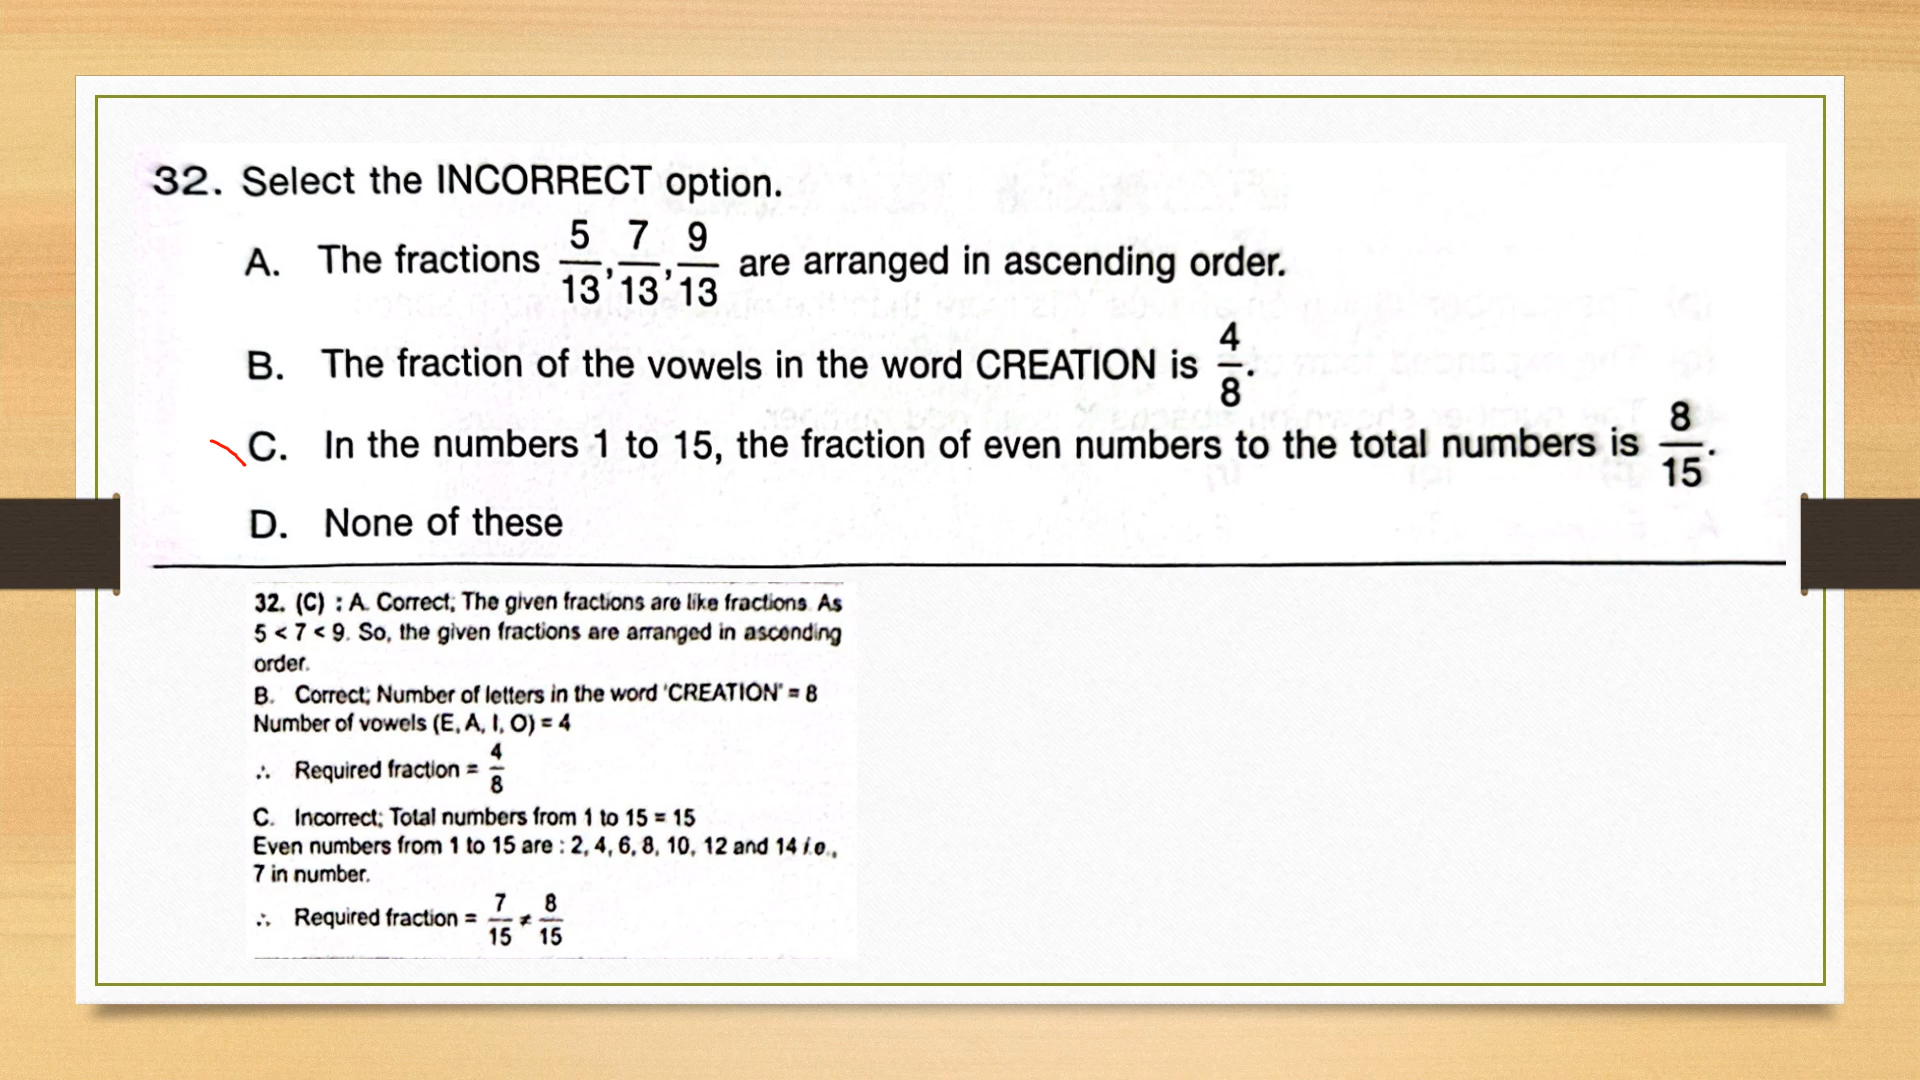 32. Select the INCORRECT option.
A. The fractions 5/13, 7/13, 9/13 are arranged in ascending order.
B. The fraction of the vowels in the word CREATION is 4/8.
C. In the numbers 1 to 15, the fraction of even numbers to the total numbers is 8/15.
D. None of these
32. (C) : A. Correct; The given fractions are like fractions. As
5 < 7 < 9. So, the given fractions are arranged in ascending
order.
B. Correct; Number of letters in the word 'CREATION' = 8
Number of vowels (E, A, I, O) = 4
∴ Required fraction = 4/8
C. Incorrect; Total numbers from 1 to 15 = 15
Even numbers from 1 to 15 are : 2, 4, 6, 8, 10, 12 and 14 i.e.,
7 in number.
∴ Required fraction = 7/15 ≠ 8/15